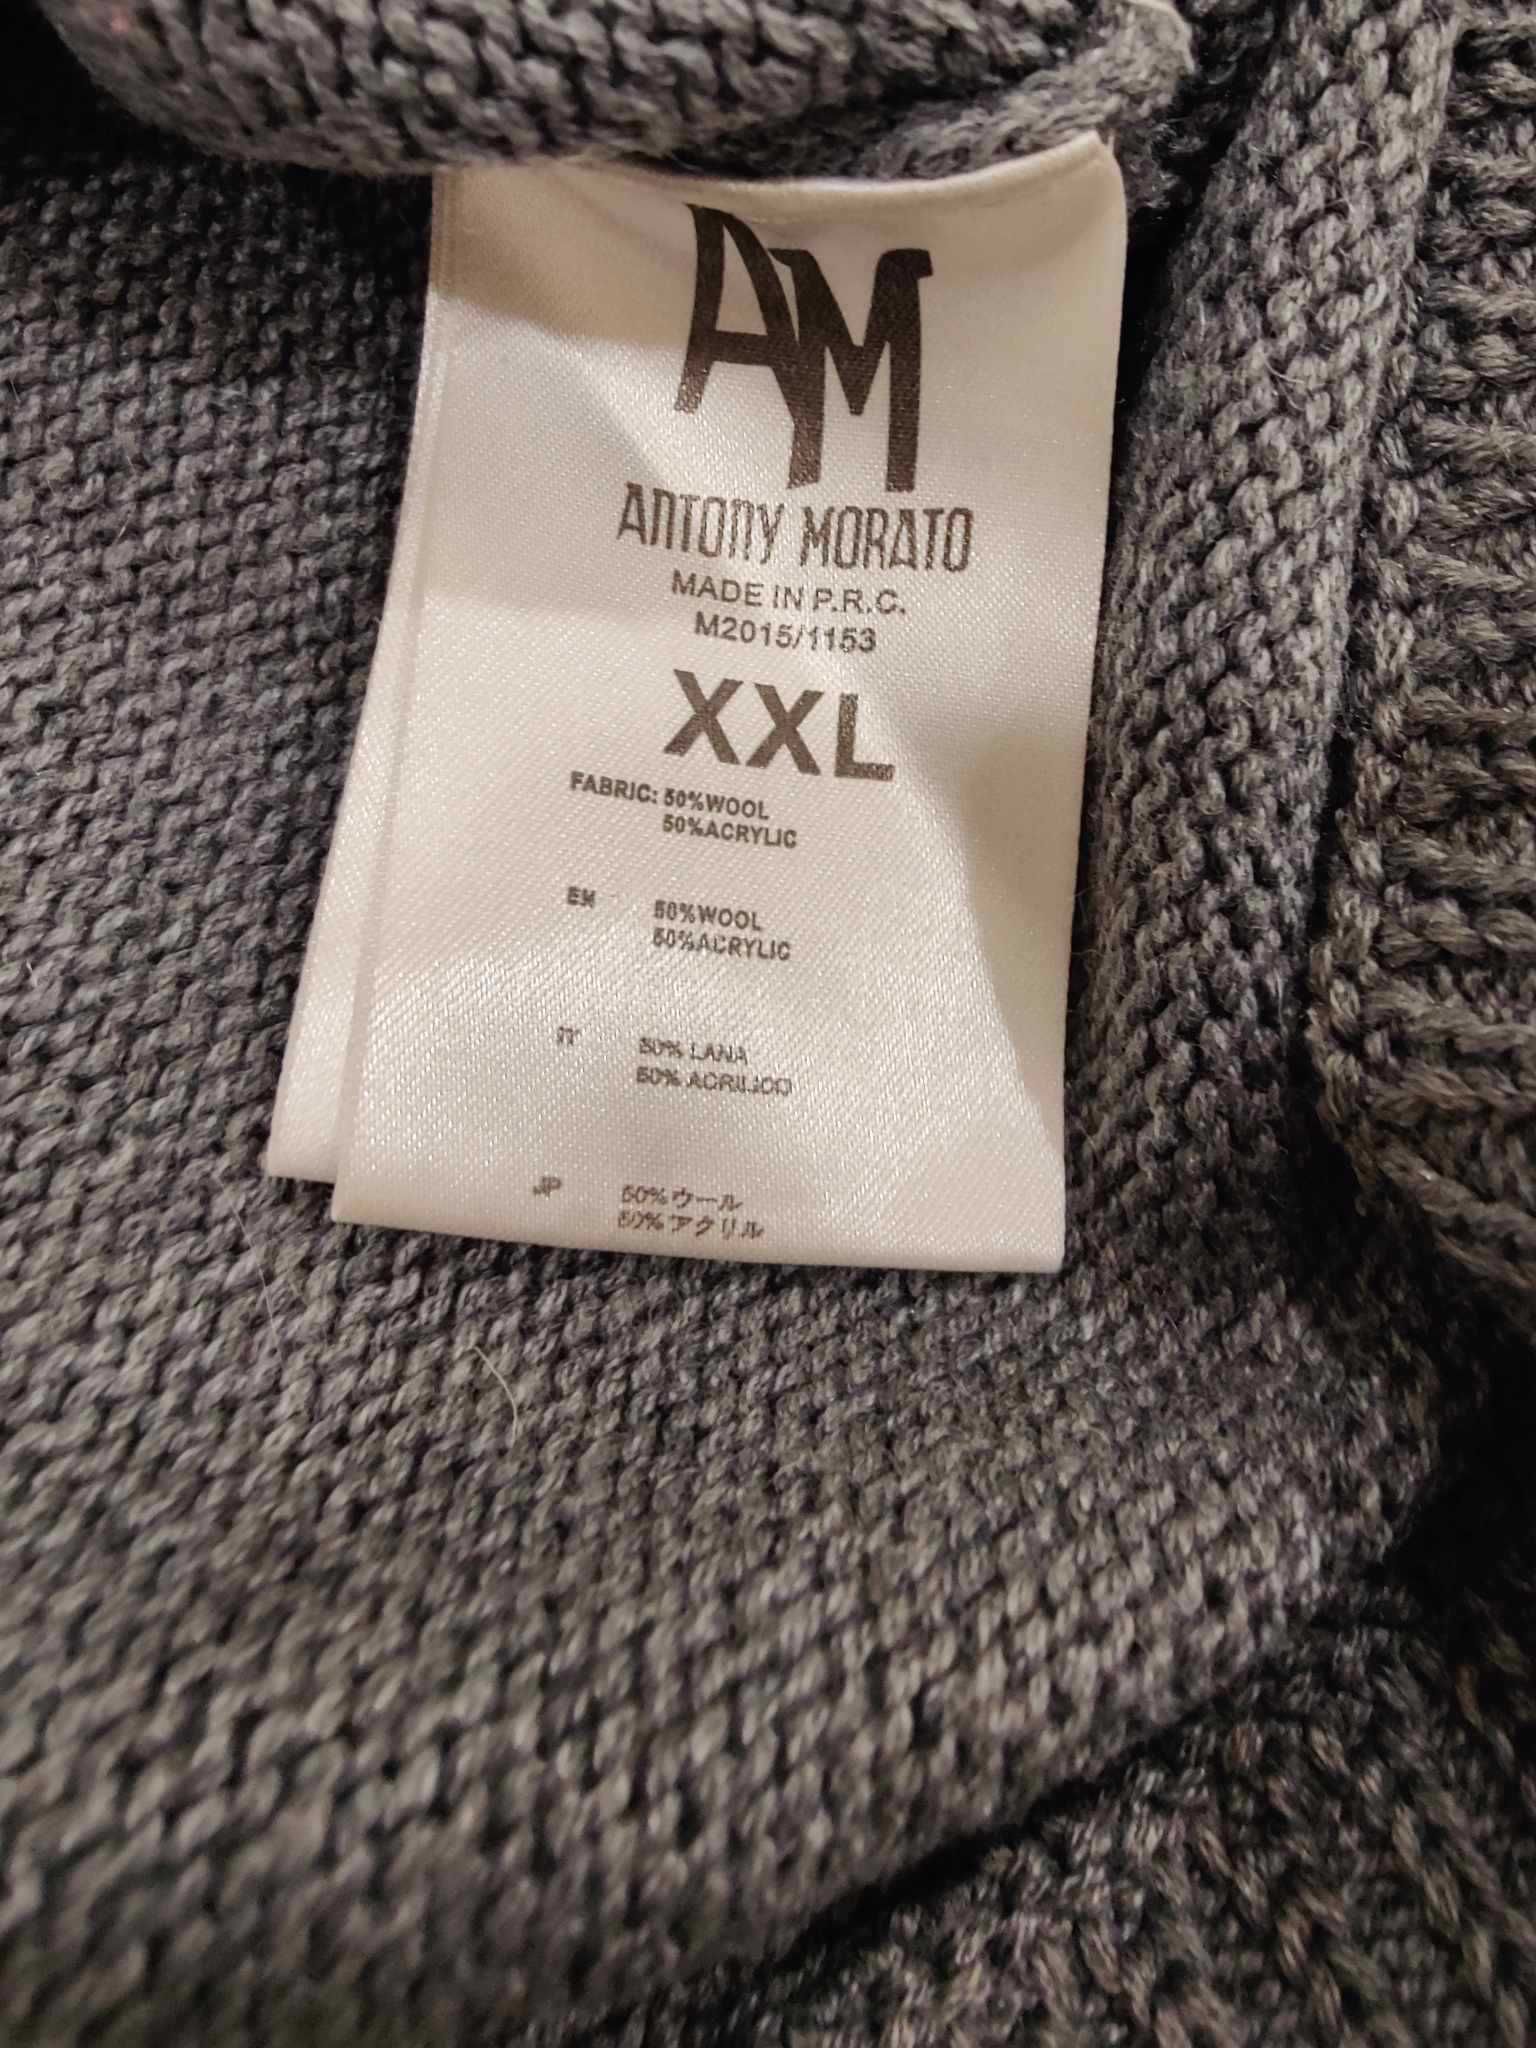 AM
ANTONY MORATO
MADE IN P.R.C.
M2015/1153
XXL
FABRIC: 50%WOOL
50%ACRYLIC
EN 50%WOOL
50%ACRYLIC
IT 50% LANA
50% ACRILICO
JP 50%ウール
50%アクリル